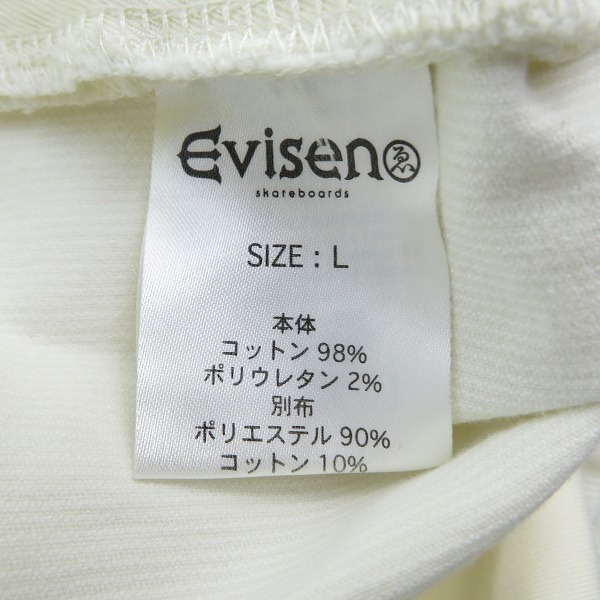 Evisen ゑ
skateboards
SIZE : L
本体
コットン 98%
ポリウレタン 2%
別布
ポリエステル 90%
コットン 10%